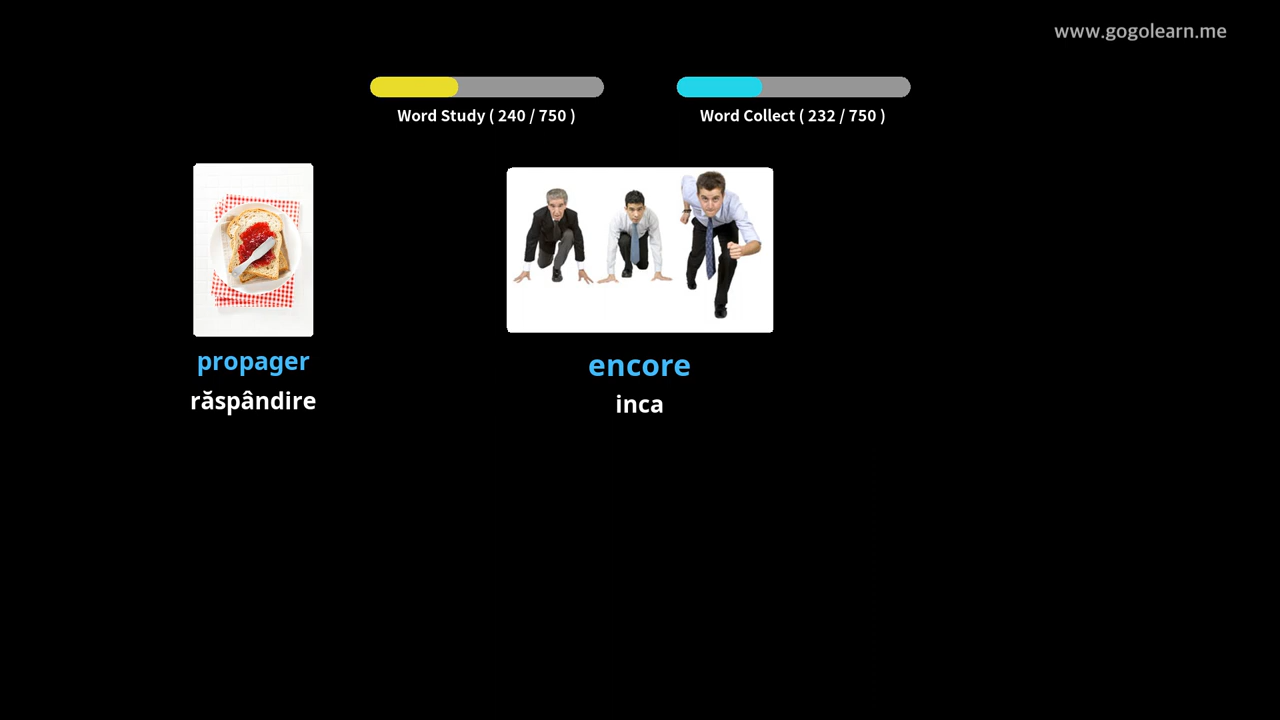 www.gogolearn.me
Word Study ( 240 / 750 )
Word Collect ( 232 / 750 )
propager
răspândire
encore
inca